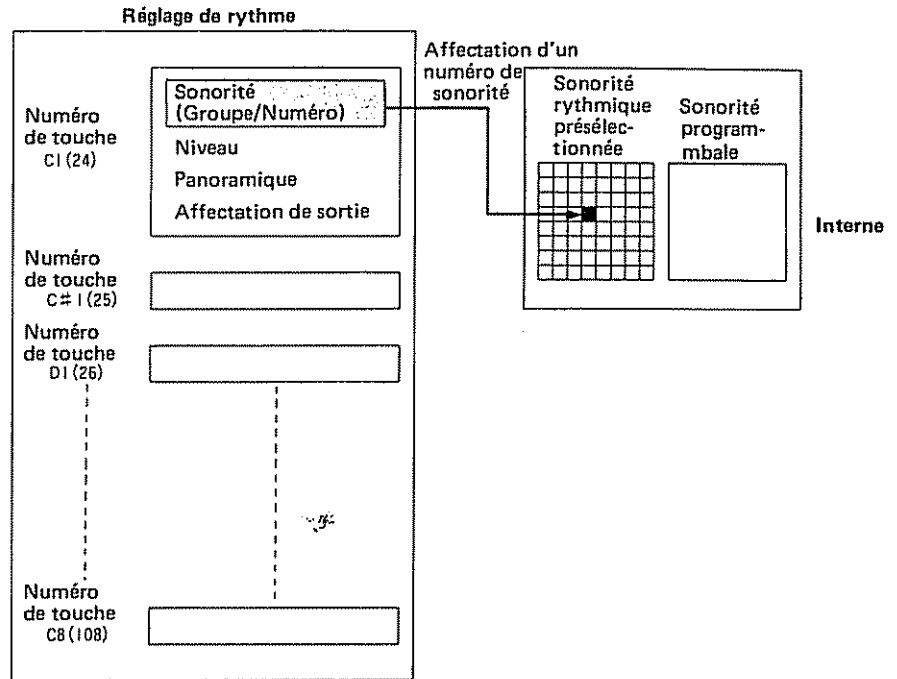 Réglage de rythme
Numéro
de touche
C1(24)
Sonorité
(Groupe/Numéro)
Niveau
Panoramique
Affectation de sortie
Affectation d'un
numéro de
sonorité
Sonorité
rythmique
présélec-
tionnée
Sonorité
program-
mbale
Interne
Numéro
de touche
C♯1(25)
Numéro
de touche
D1(26)
Numéro
de touche
C8(108)